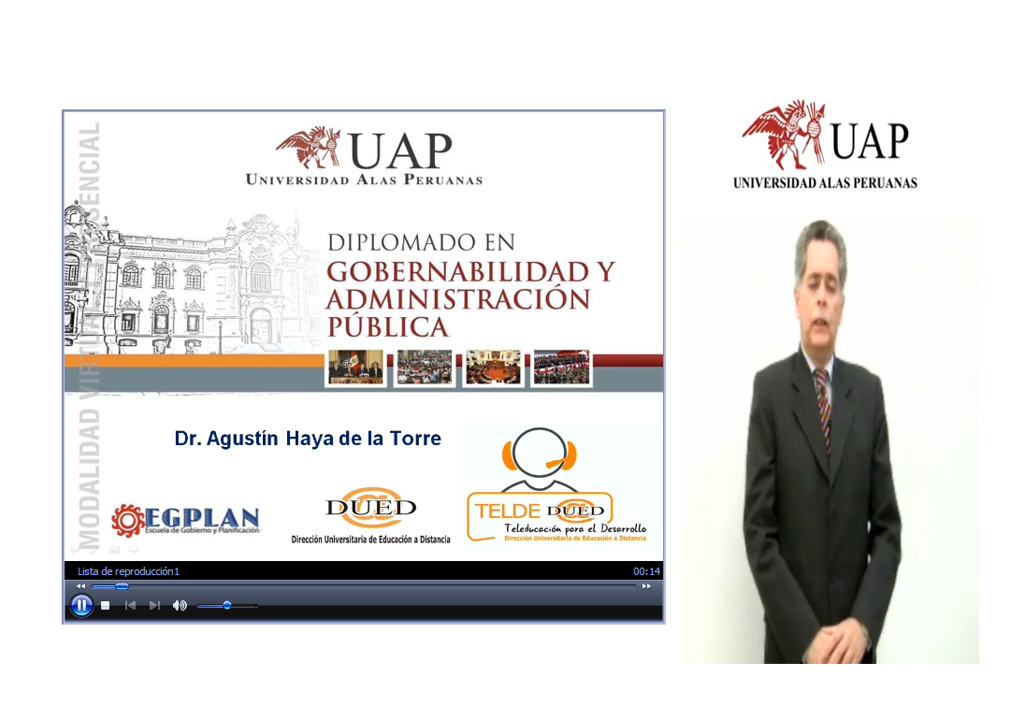 MODALIDAD VIRTUAL
SENCIAL
UAP
UNIVERSIDAD ALAS PERUANAS
DIPLOMADO EN
GOBERNABILIDAD Y
ADMINISTRACIÓN
PÚBLICA
Dr. Agustín Haya de la Torre
EGPLAN
Escuela de Gobierno y Planificación
DUED
Dirección Universitaria de Educación a Distancia
TELDE DUED
Teleducación para el Desarrollo
Dirección Universitaria de Educación a Distancia
Lista de reproducción1
00:14
UAP
UNIVERSIDAD ALAS PERUANAS